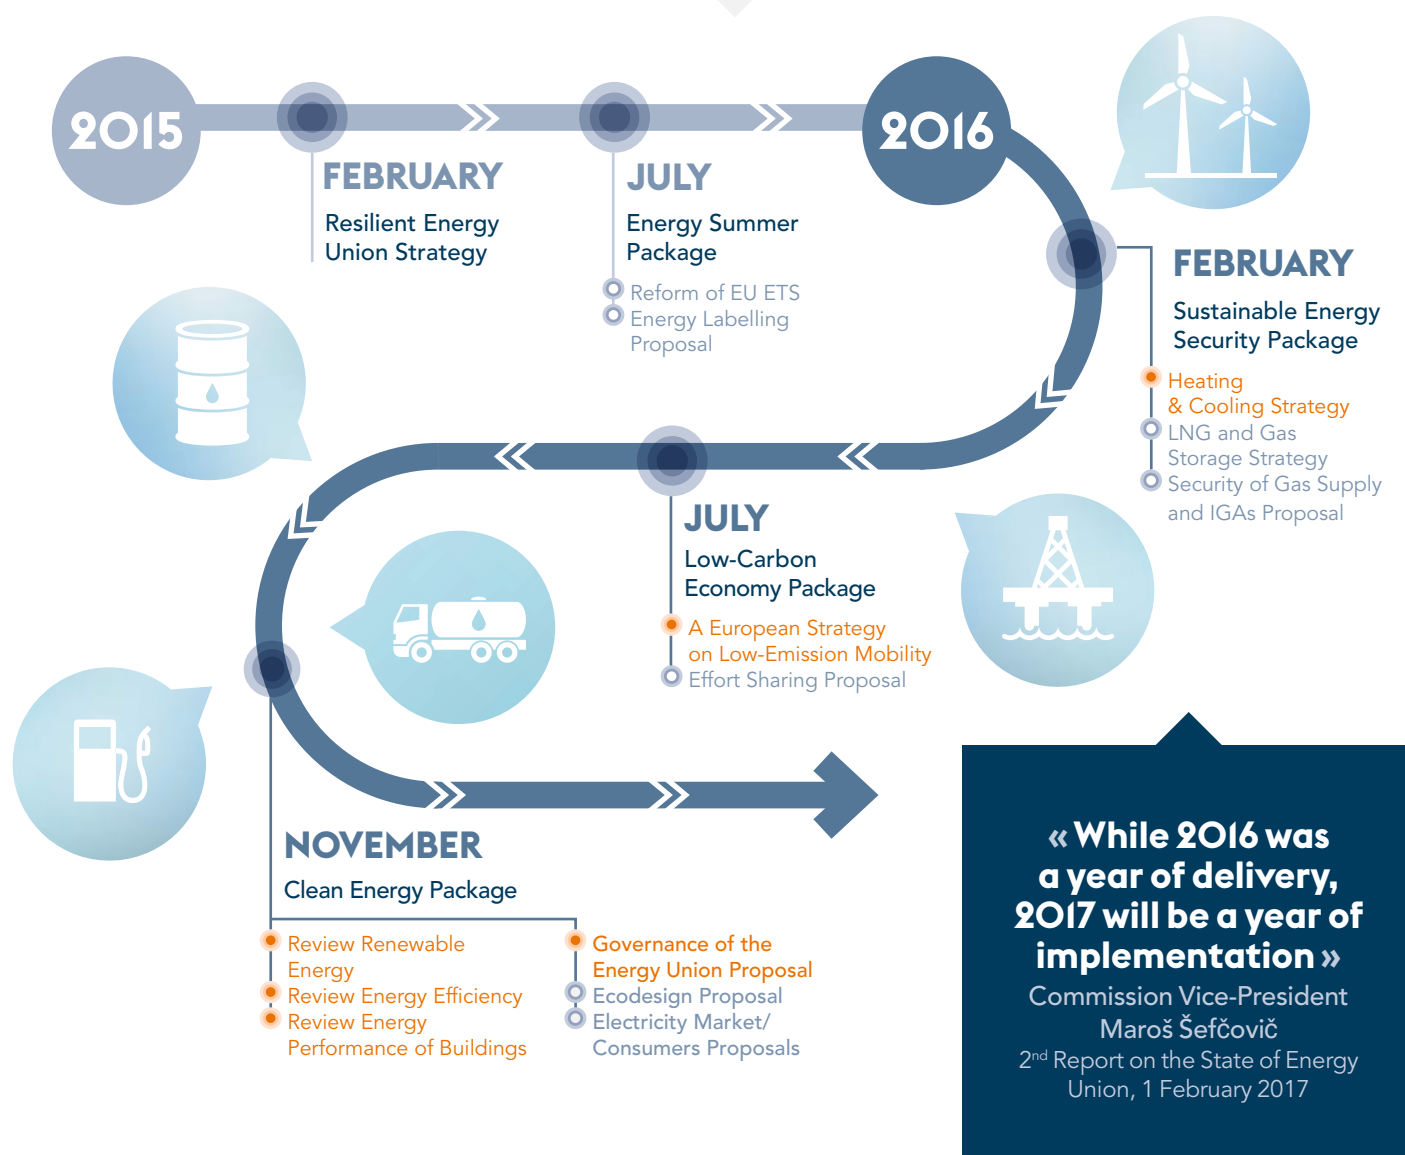 2015
FEBRUARY
Resilient Energy
Union Strategy
JULY
Energy Summer
Package
Reform of EU ETS
Energy Labelling
Proposal
2016
FEBRUARY
Sustainable Energy
Security Package
Heating
& Cooling Strategy
LNG and Gas
Storage Strategy
Security of Gas Supply
and IGAs Proposal
JULY
Low-Carbon
Economy Package
A European Strategy
on Low-Emission Mobility
Effort Sharing Proposal
NOVEMBER
Clean Energy Package
Review Renewable
Energy
Review Energy Efficiency
Review Energy
Performance of Buildings
Governance of the
Energy Union Proposal
Ecodesign Proposal
Electricity Market/
Consumers Proposals
« While 2016 was
a year of delivery,
2017 will be a year of
implementation »
Commission Vice-President
Maroš Šefčovič
2nd Report on the State of Energy
Union, 1 February 2017